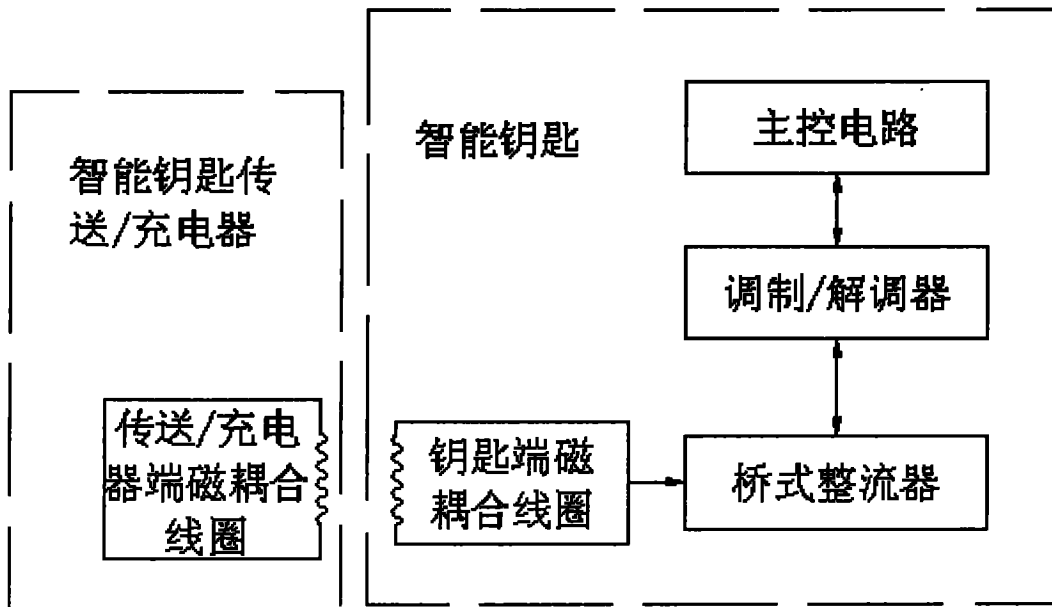 智能钥匙传
送/充电器
传送/充电
器端磁耦合
线圈
智能钥匙
主控电路
调制/解调器
钥匙端磁
耦合线圈
桥式整流器